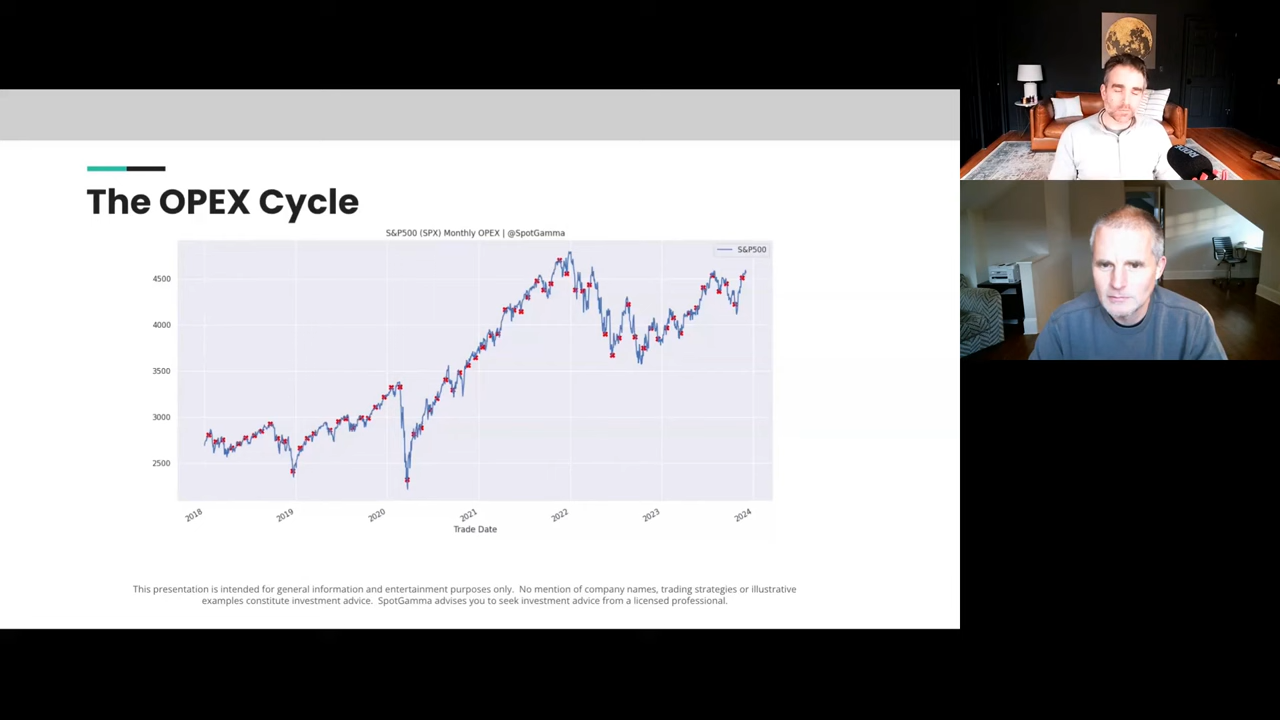 The OPEX Cycle
S&P500 (SPX) Monthly OPEX | @SpotGamma
S&P500
4500
4000
3500
3000
2500
2018
2019
2020
2021
2022
2023
2024
Trade Date
This presentation is intended for general information and entertainment purposes only. No mention of company names, trading strategies or illustrative
examples constitute investment advice. SpotGamma advises you to seek investment advice from a licensed professional.